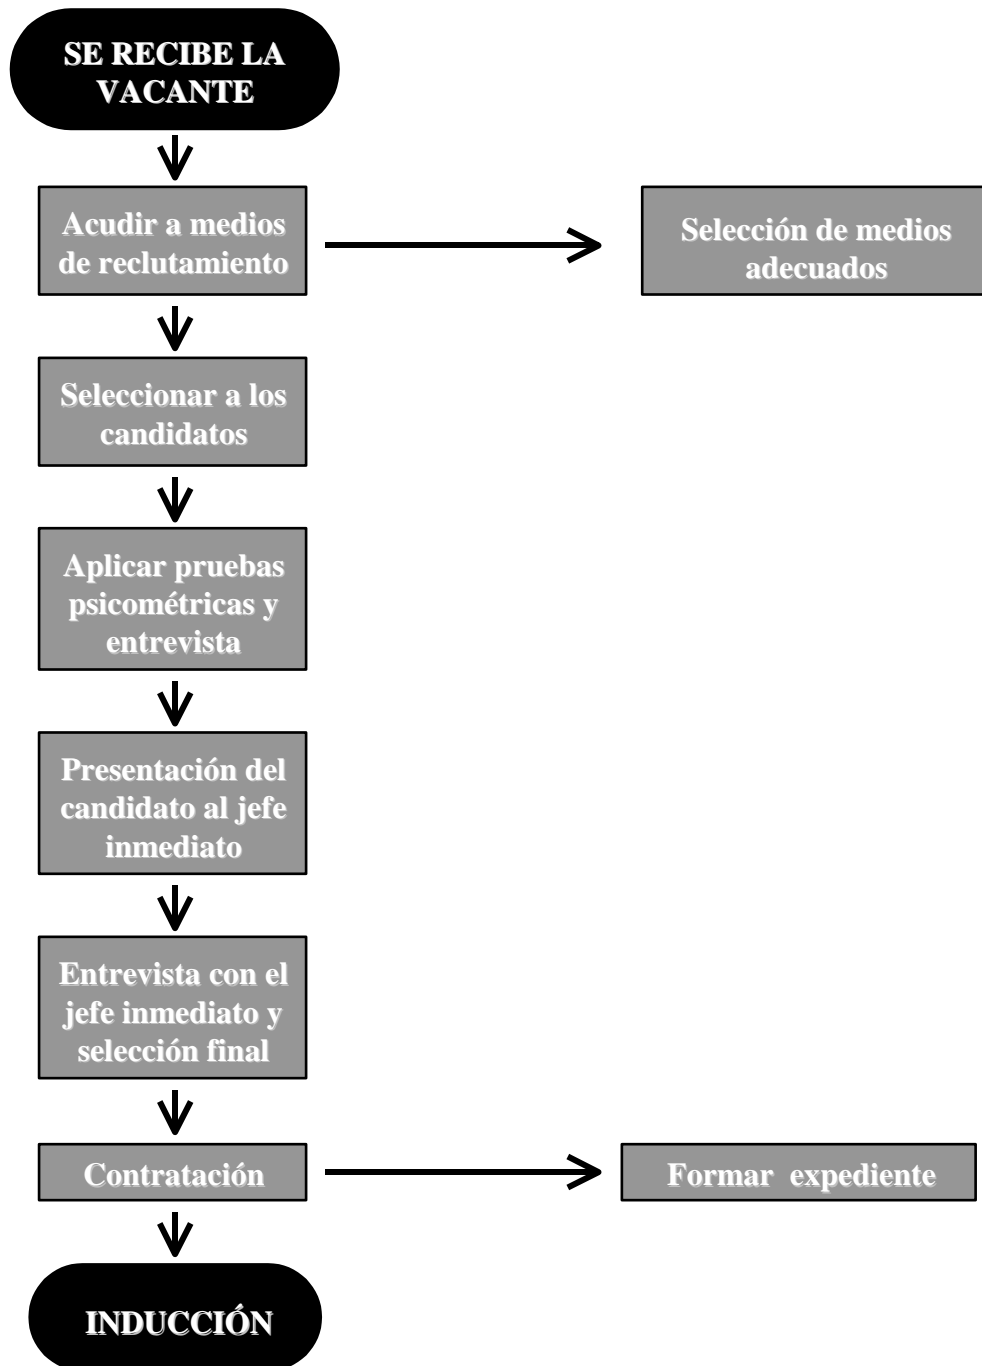 SE RECIBE LA
VACANTE
Acudir a medios
de reclutamiento
Selección de medios
adecuados
Seleccionar a los
candidatos
Aplicar pruebas
psicométricas y
entrevista
Presentación del
candidato al jefe
inmediato
Entrevista con el
jefe inmediato y
selección final
Contratación
Formar expediente
INDUCCIÓN